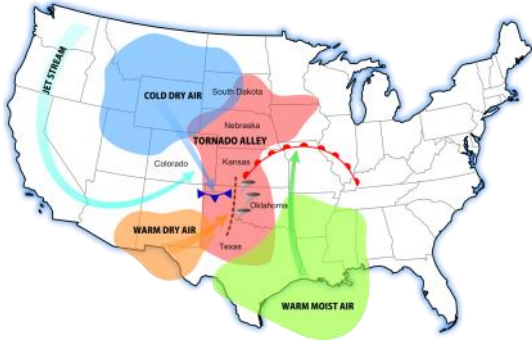 JET STREAM
COLD DRY AIR
South Dakota
Nebraska
TORNADO ALLEY
Colorado
Kansas
Oklahoma
WARM DRY AIR
Texas
WARM MOIST AIR